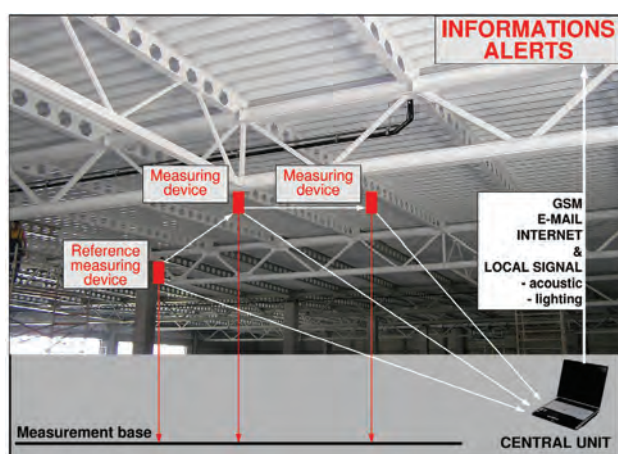 INFORMATIONS
ALERTS
Measuring
device
Measuring
device
Reference
measuring
device
GSM
E-MAIL
INTERNET
&
LOCAL SIGNAL
- acoustic
- lighting
Measurement base
CENTRAL UNIT